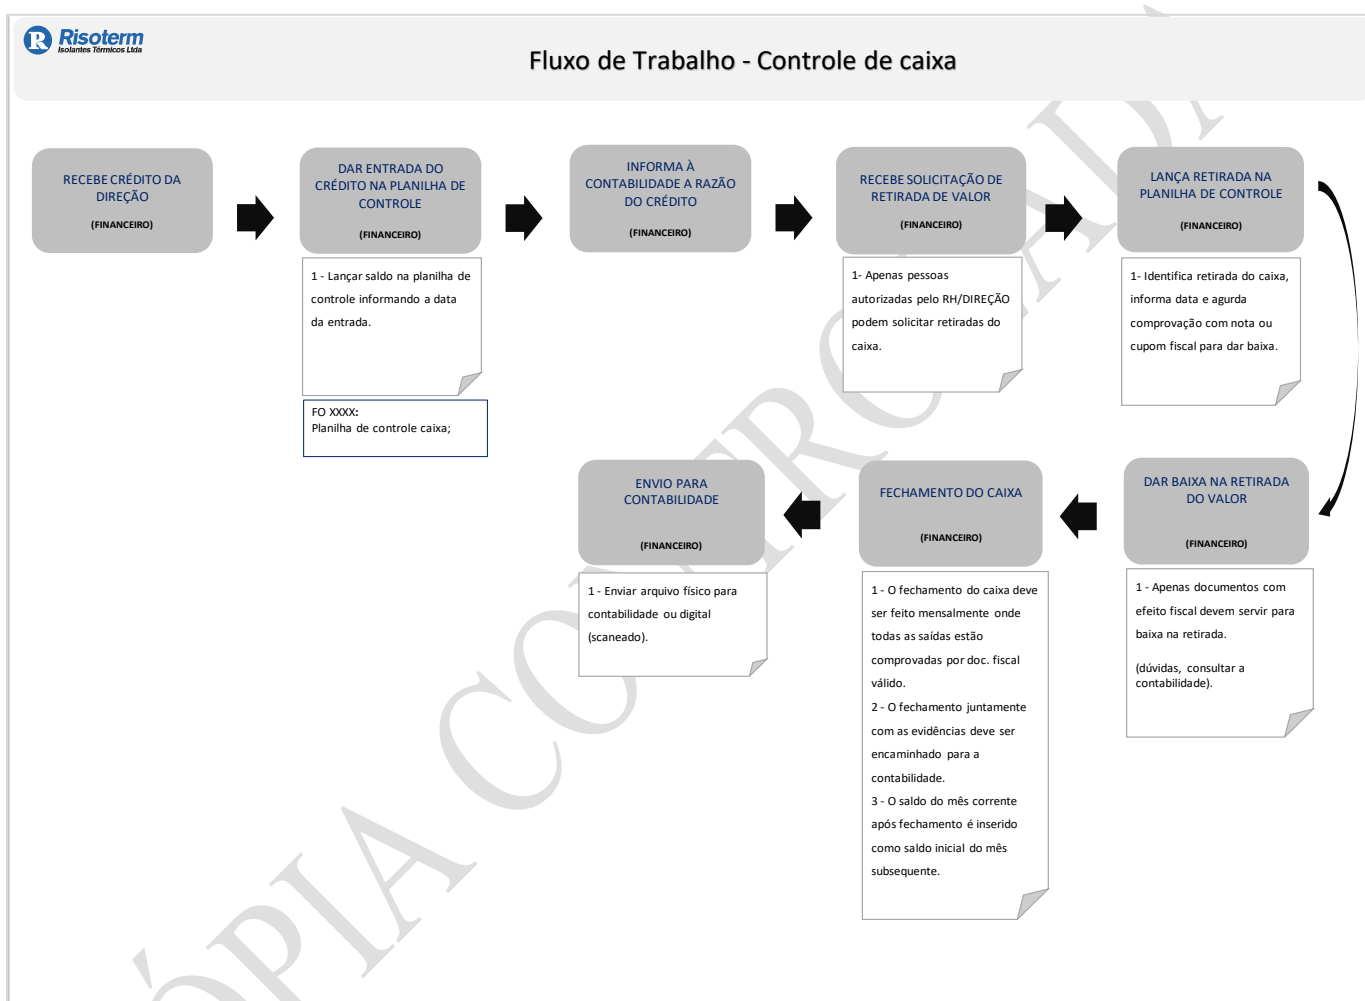 R Risoterm
Isolantes Térmicos Ltda
Fluxo de Trabalho - Controle de caixa
RECEBE CRÉDITO DA
DIREÇÃO
(FINANCEIRO)
DAR ENTRADA DO
CRÉDITO NA PLANILHA DE
CONTROLE
(FINANCEIRO)
1 - Lançar saldo na planilha de
controle informando a data
da entrada.
FO XXXX:
Planilha de controle caixa;
INFORMA À
CONTABILIDADE A RAZÃO
DO CRÉDITO
(FINANCEIRO)
RECEBE SOLICITAÇÃO DE
RETIRADA DE VALOR
(FINANCEIRO)
1- Apenas pessoas
autorizadas pelo RH/DIREÇÃO
podem solicitar retiradas do
caixa.
LANÇA RETIRADA NA
PLANILHA DE CONTROLE
(FINANCEIRO)
1- Identifica retirada do caixa,
informa data e agurda
comprovação com nota ou
cupom fiscal para dar baixa.
DAR BAIXA NA RETIRADA
DO VALOR
(FINANCEIRO)
1 - Apenas documentos com
efeito fiscal devem servir para
baixa na retirada.
(dúvidas, consultar a
contabilidade).
FECHAMENTO DO CAIXA
(FINANCEIRO)
1 - O fechamento do caixa deve
ser feito mensalmente onde
todas as saídas estão
comprovadas por doc. fiscal
válido.
2 - O fechamento juntamente
com as evidências deve ser
encaminhado para a
contabilidade.
3 - O saldo do mês corrente
após fechamento é inserido
como saldo inicial do mês
subsequente.
ENVIO PARA
CONTABILIDADE
(FINANCEIRO)
1 - Enviar arquivo físico para
contabilidade ou digital
(scaneado).
CÓPIA CONTROLADA